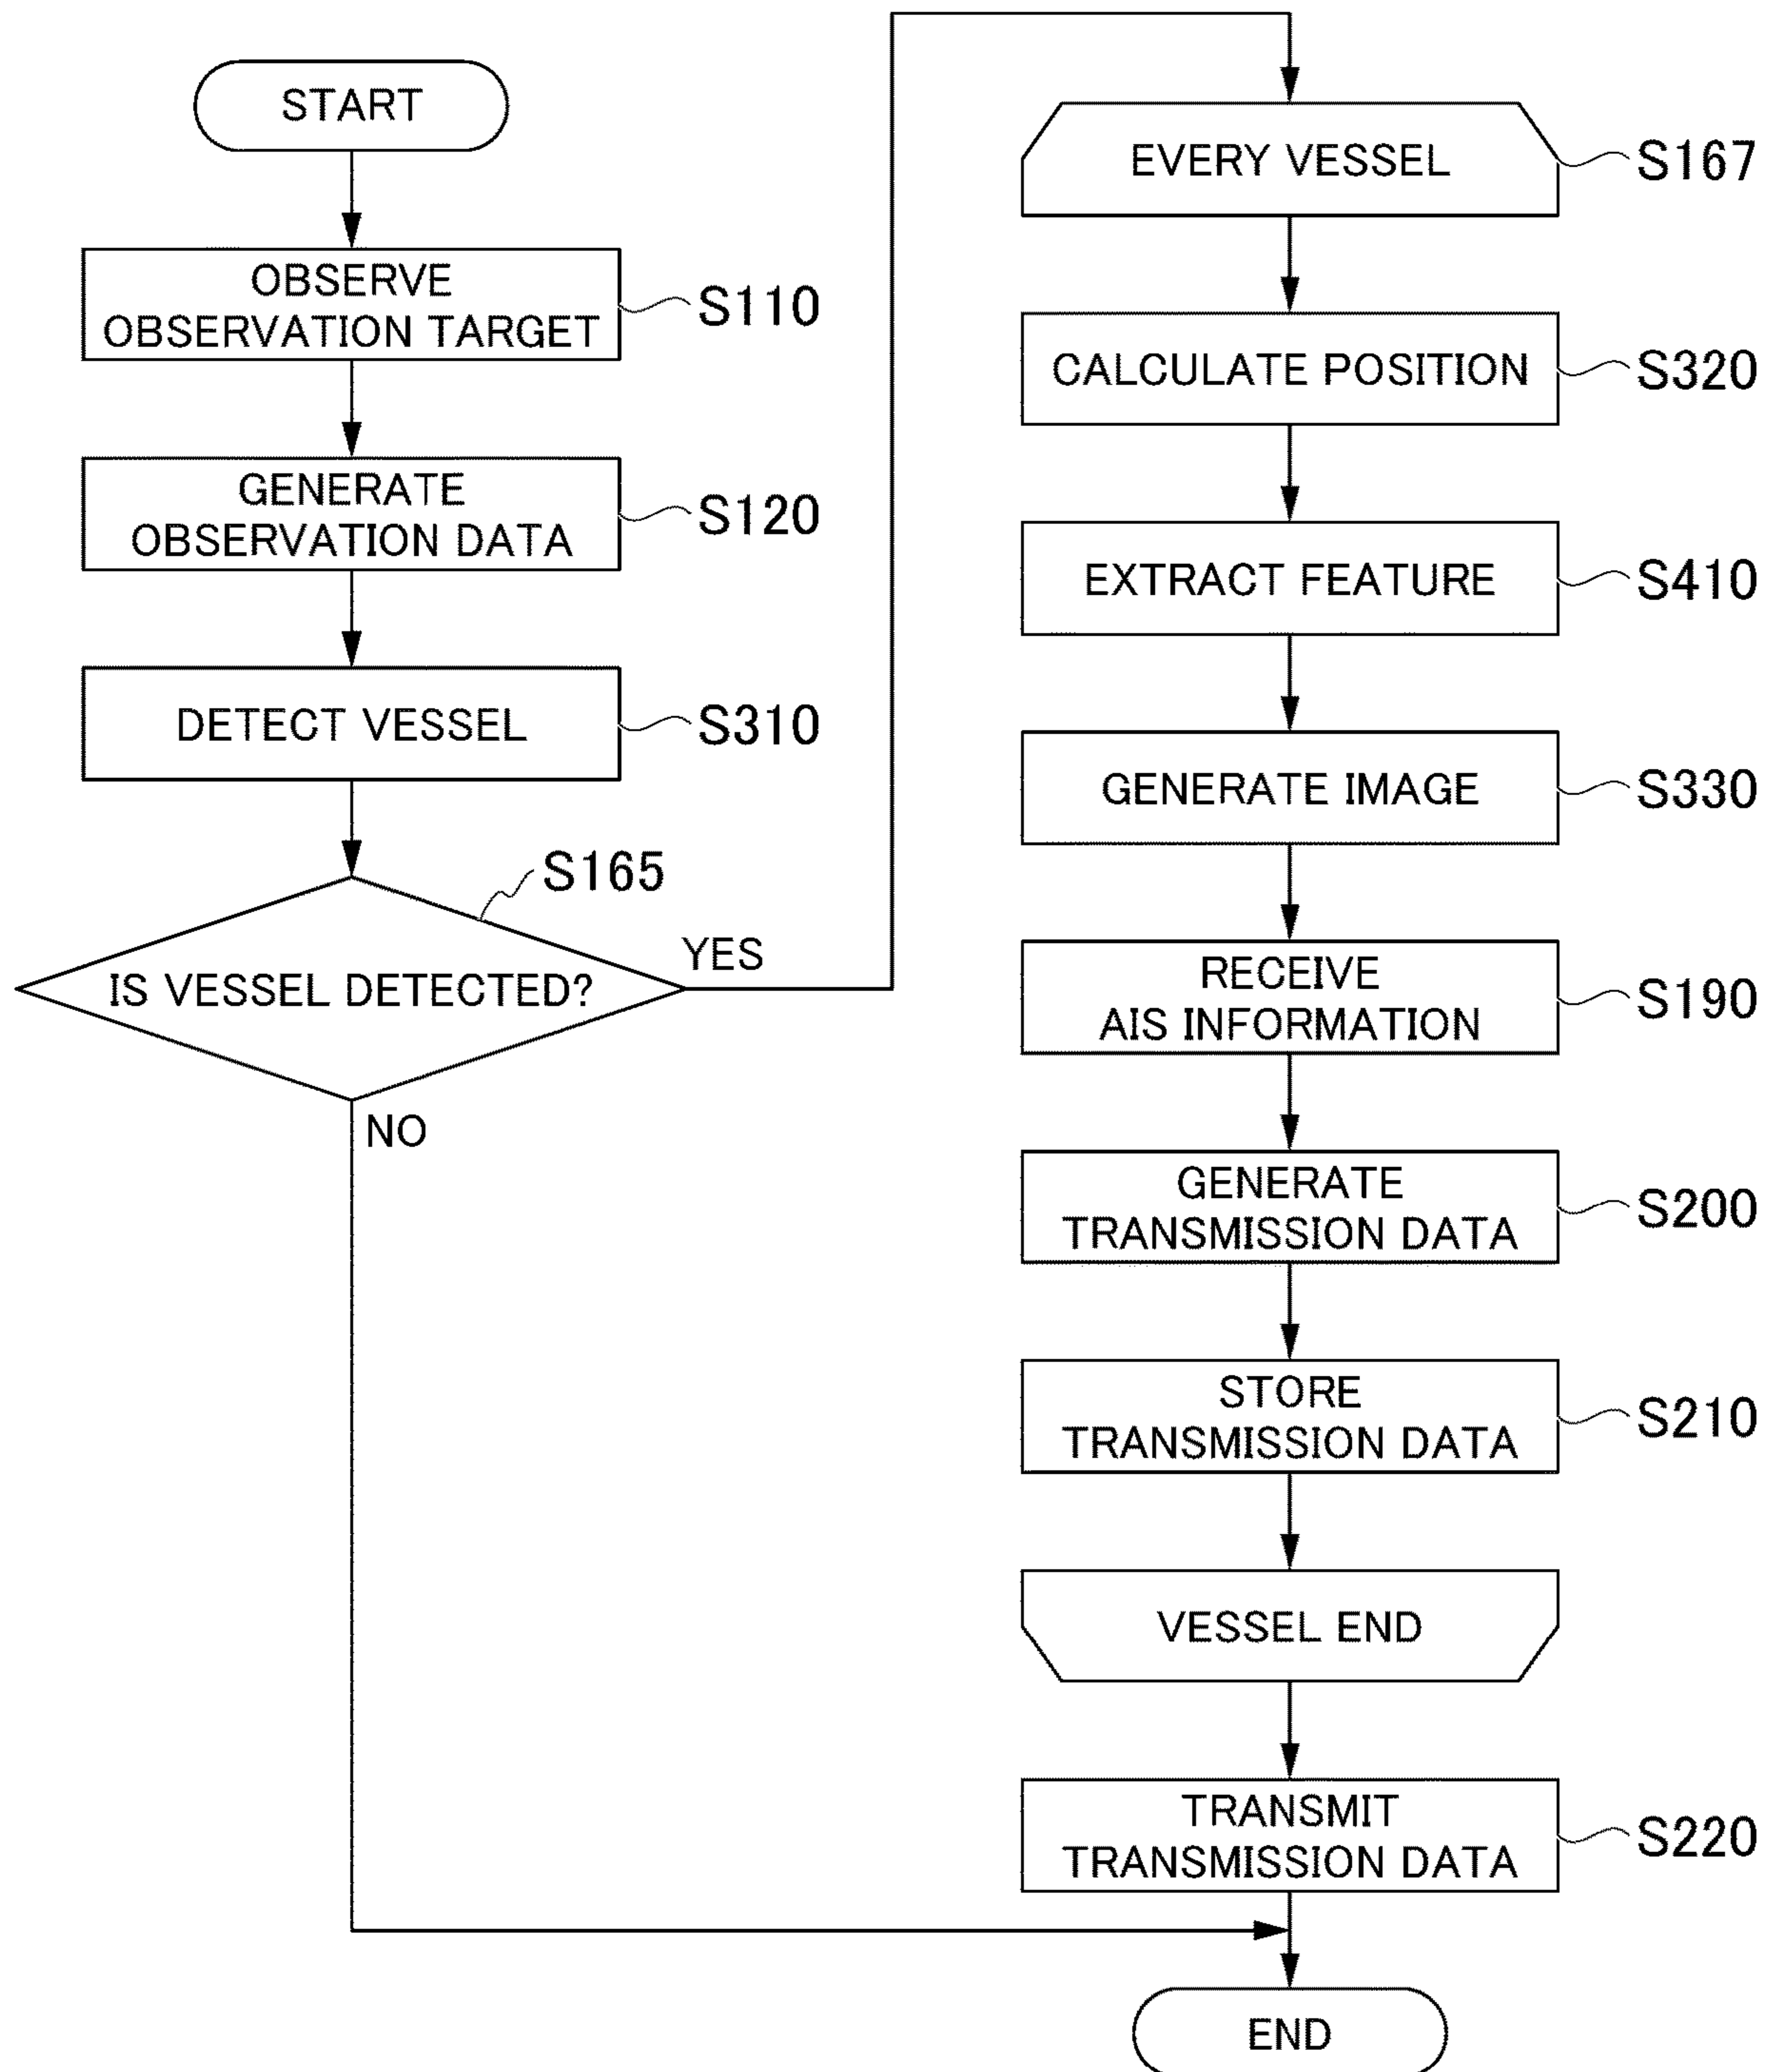 START
OBSERVE
OBSERVATION TARGET
S110
GENERATE
OBSERVATION DATA
S120
DETECT VESSEL
S310
S165
IS VESSEL DETECTED?
YES
NO
EVERY VESSEL
S167
CALCULATE POSITION
S320
EXTRACT FEATURE
S410
GENERATE IMAGE
S330
RECEIVE
AIS INFORMATION
S190
GENERATE
TRANSMISSION DATA
S200
STORE
TRANSMISSION DATA
S210
VESSEL END
TRANSMIT
TRANSMISSION DATA
S220
END